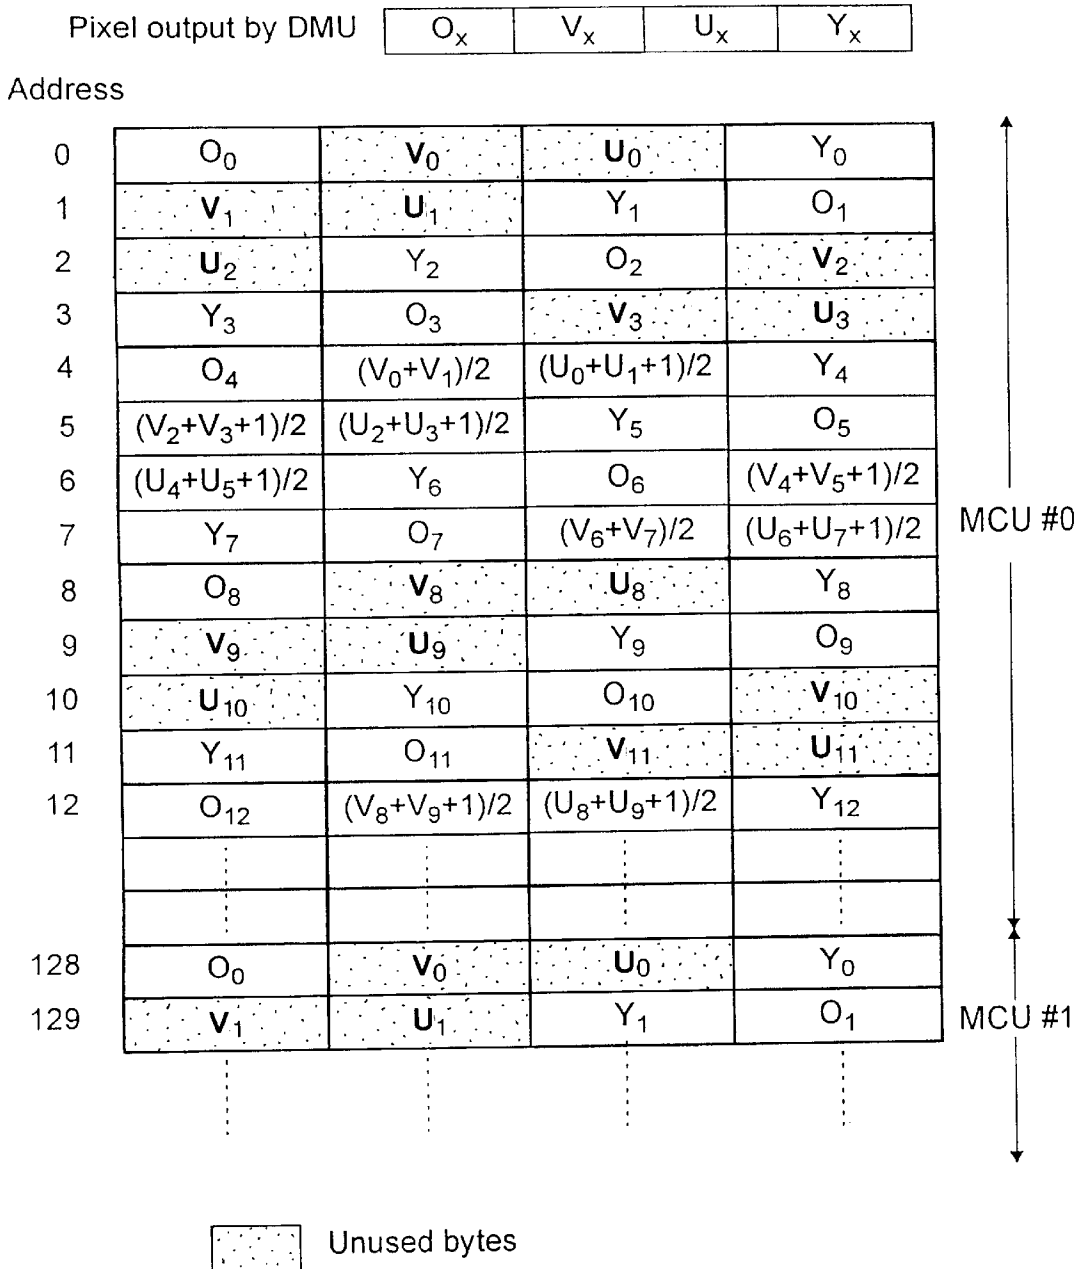 Pixel output by DMU Oₓ Vₓ Uₓ Yₓ
Address
0 O₀ V₀ U₀ Y₀
1 V₁ U₁ Y₁ O₁
2 U₂ Y₂ O₂ V₂
3 Y₃ O₃ V₃ U₃
4 O₄ (V₀+V₁)/2 (U₀+U₁+1)/2 Y₄
5 (V₂+V₃+1)/2 (U₂+U₃+1)/2 Y₅ O₅
6 (U₄+U₅+1)/2 Y₆ O₆ (V₄+V₅+1)/2
7 Y₇ O₇ (V₆+V₇)/2 (U₆+U₇+1)/2
MCU #0
8 O₈ V₈ U₈ Y₈
9 V₉ U₉ Y₉ O₉
10 U₁₀ Y₁₀ O₁₀ V₁₀
11 Y₁₁ O₁₁ V₁₁ U₁₁
12 O₁₂ (V₈+V₉+1)/2 (U₈+U₉+1)/2 Y₁₂
128 O₀ V₀ U₀ Y₀
129 V₁ U₁ Y₁ O₁
MCU #1
Unused bytes